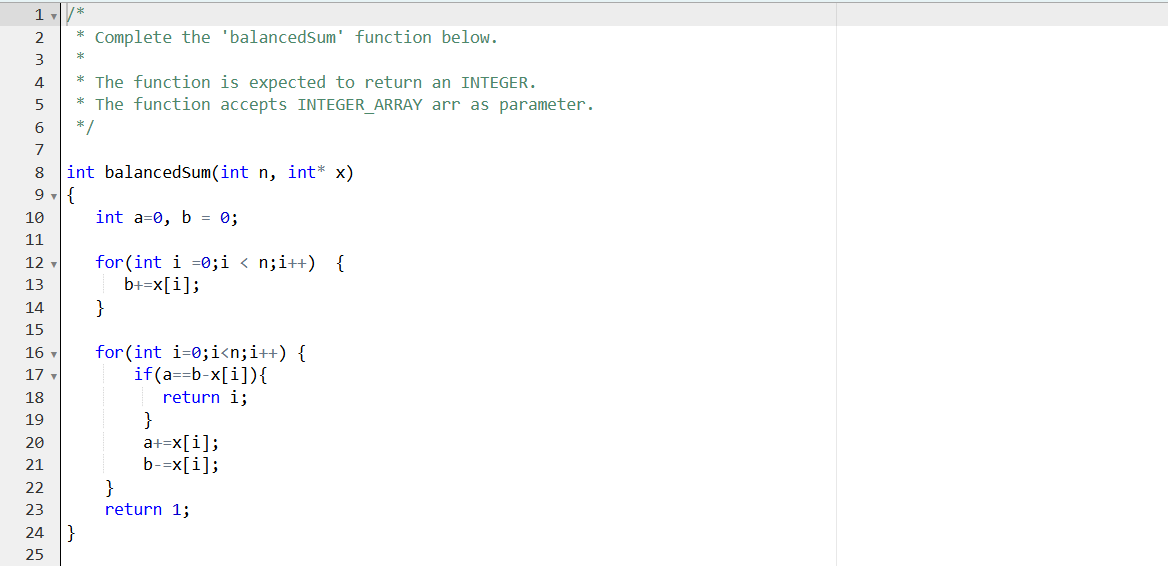 1 /*
2 * Complete the 'balancedSum' function below.
3 *
4 * The function is expected to return an INTEGER.
5 * The function accepts INTEGER_ARRAY arr as parameter.
6 */
7
8 int balancedSum(int n, int* x)
9 {
10 int a=0, b = 0;
11
12 for(int i =0;i < n;i++)  {
13 b+=x[i];
14 }
15
16 for(int i=0;i<n;i++) {
17 if(a==b-x[i]){
18 return i;
19 }
20 a+=x[i];
21 b-=x[i];
22 }
23 return 1;
24 }
25